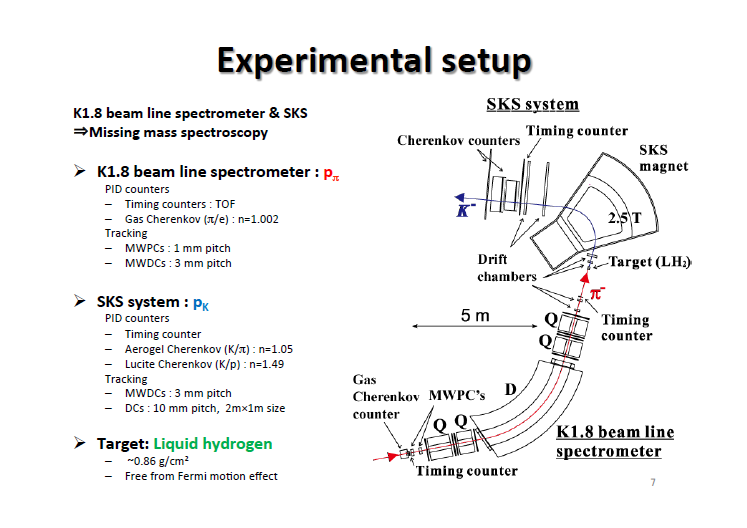 Experimental setup
K1.8 beam line spectrometer & SKS
⇒Missing mass spectroscopy
➢ K1.8 beam line spectrometer : pπ
PID counters
– Timing counters : TOF
– Gas Cherenkov (π/e) : n=1.002
Tracking
– MWPCs : 1 mm pitch
– MWDCs : 3 mm pitch
➢ SKS system : pK
PID counters
– Timing counter
– Aerogel Cherenkov (K/π) : n=1.05
– Lucite Cherenkov (K/p) : n=1.49
Tracking
– MWDCs : 3 mm pitch
– DCs : 10 mm pitch, 2m×1m size
➢ Target: Liquid hydrogen
– ~0.86 g/cm²
– Free from Fermi motion effect
SKS system
Cherenkov counters
Timing counter
SKS
magnet
K⁻
2.5 T
Drift
chambers
Target (LH₂)
π⁻
5 m
Q
Timing
counter
Q
Gas
Cherenkov
counter
MWPC's
D
Q Q
K1.8 beam line
spectrometer
Timing counter
7